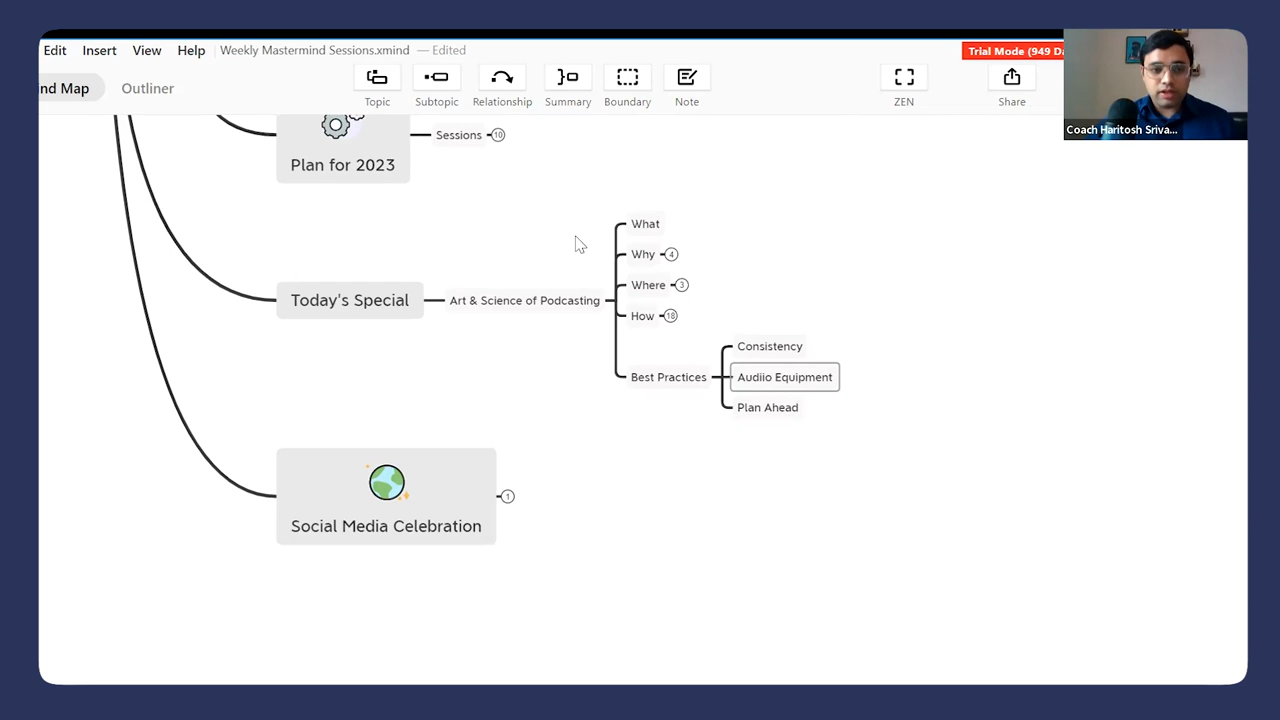 Edit Insert View Help Weekly Mastermind Sessions.xmind — Edited
Trial Mode (949 Da
nd Map Outliner
Topic Subtopic Relationship Summary Boundary Note ZEN Share
Coach Haritosh Sriva...
Plan for 2023
Sessions 10
What
Why 4
Where 3
Today's Special
Art & Science of Podcasting
How 18
Consistency
Best Practices
Audiio Equipment
Plan Ahead
Social Media Celebration
1